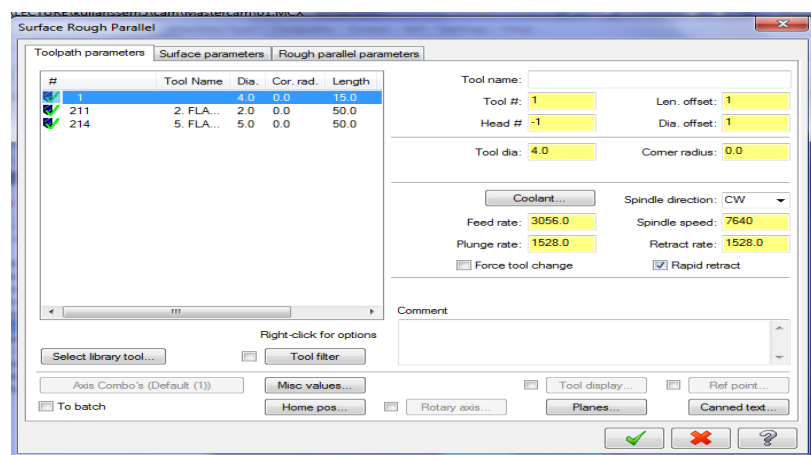 Surface Rough Parallel
Toolpath parameters Surface parameters Rough parallel parameters
# Tool Name Dia. Cor. rad. Length
1 4.0 0.0 15.0
211 2. FLA... 2.0 0.0 50.0
214 5. FLA... 5.0 0.0 50.0
Right-click for options
Select library tool... Tool filter
Tool name:
Tool #: 1 Len. offset: 1
Head # -1 Dia. offset: 1
Tool dia: 4.0 Corner radius: 0.0
Coolant... Spindle direction: CW
Feed rate: 3056.0 Spindle speed: 7640
Plunge rate: 1528.0 Retract rate: 1528.0
Force tool change Rapid retract
Comment
Axis Combo's (Default (1)) Misc values... Tool display... Ref point...
To batch Home pos... Rotary axis... Planes... Canned text...